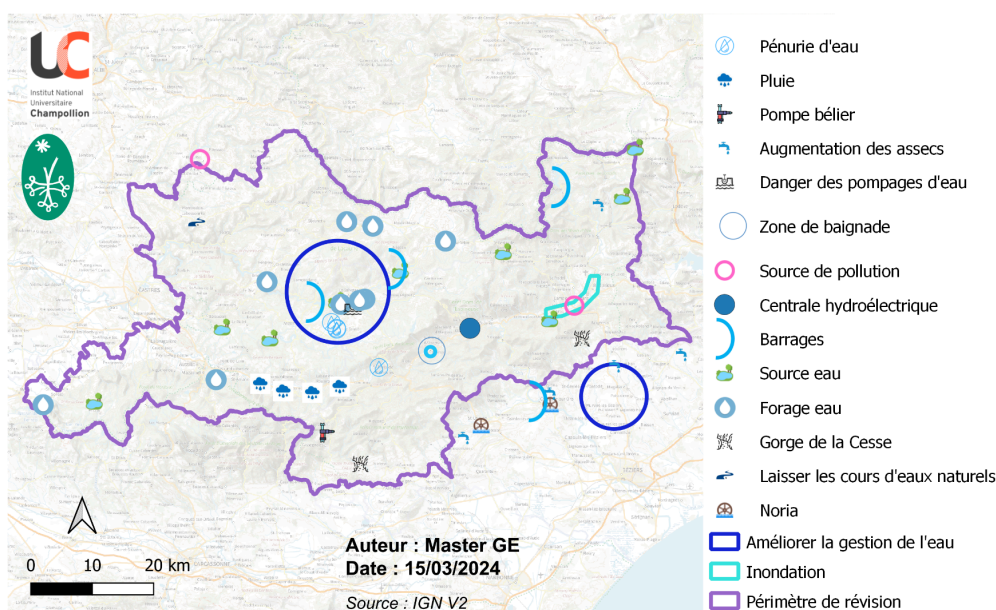 UC
Institut National
Universitaire
Champollion
Pénurie d'eau
Pluie
Pompe bélier
Augmentation des assecs
Danger des pompages d'eau
Zone de baignade
Source de pollution
Centrale hydroélectrique
Barrages
Source eau
Forage eau
Gorge de la Cesse
Laisser les cours d'eaux naturels
Noria
Améliorer la gestion de l'eau
Inondation
Périmètre de révision
0 10 20 km
Auteur : Master GE
Date : 15/03/2024
Source : IGN V2